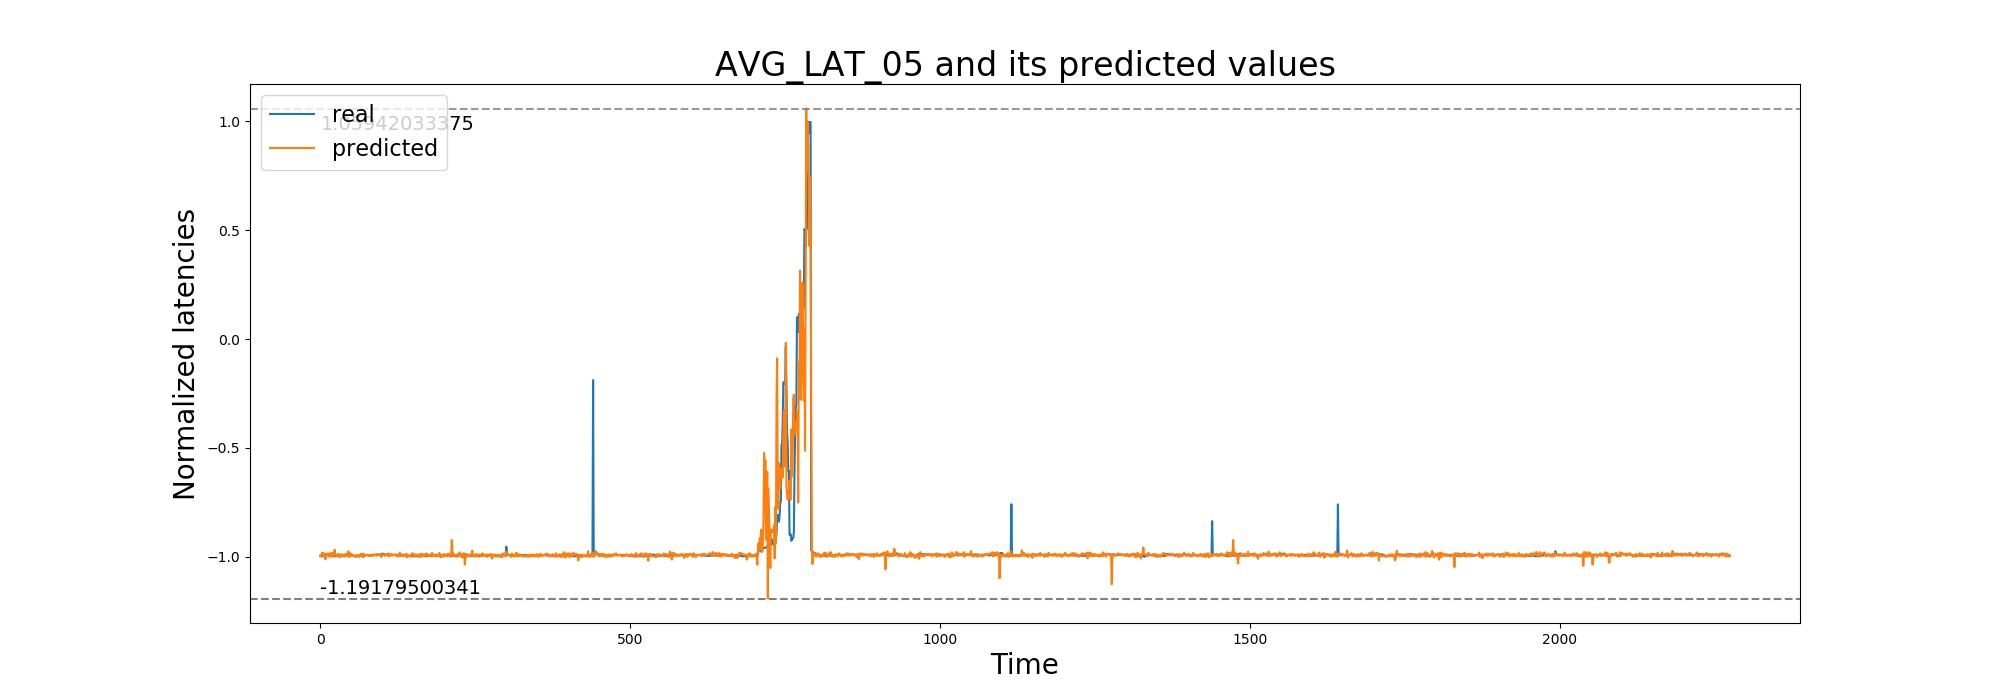 AVG_LAT_05 and its predicted values
real
1.05942033375
predicted
Normalized latencies
1.0
0.5
0.0
−0.5
−1.0
-1.19179500341
0 500 1000 1500 2000
Time